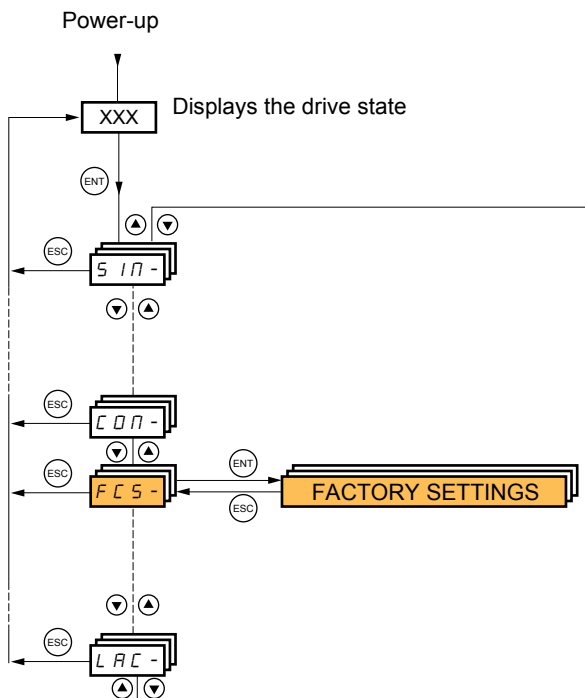 Power-up
XXX
Displays the drive state
ENT
ESC
SIM-
ESC
COM-
ESC
FCS-
ENT
ESC
FACTORY SETTINGS
ESC
LAC-